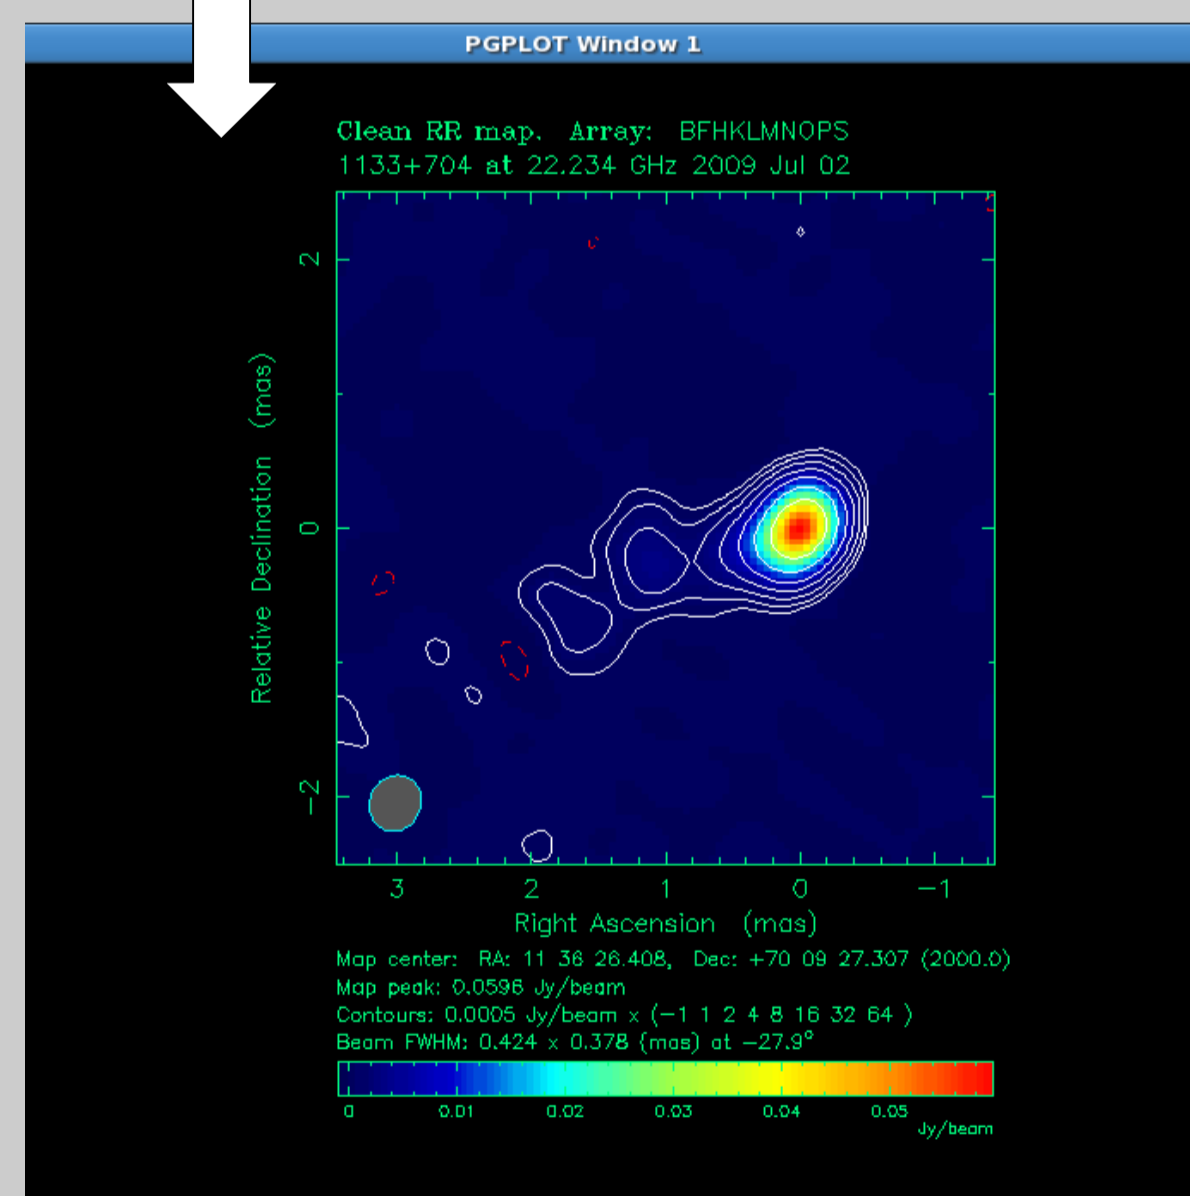 PGPLOT Window 1
Clean RR map. Array: BFHKLMNOPS
1133+704 at 22.234 GHz 2009 Jul 02
Relative Declination (mas)
2
0
−2
3 2 1 0 −1
Right Ascension (mas)
Map center: RA: 11 36 26.408, Dec: +70 09 27.307 (2000.0)
Map peak: 0.0596 Jy/beam
Contours: 0.0005 Jy/beam x (−1 1 2 4 8 16 32 64 )
Beam FWHM: 0.424 x 0.378 (mas) at −27.9°
0 0.01 0.02 0.03 0.04 0.05
Jy/beam